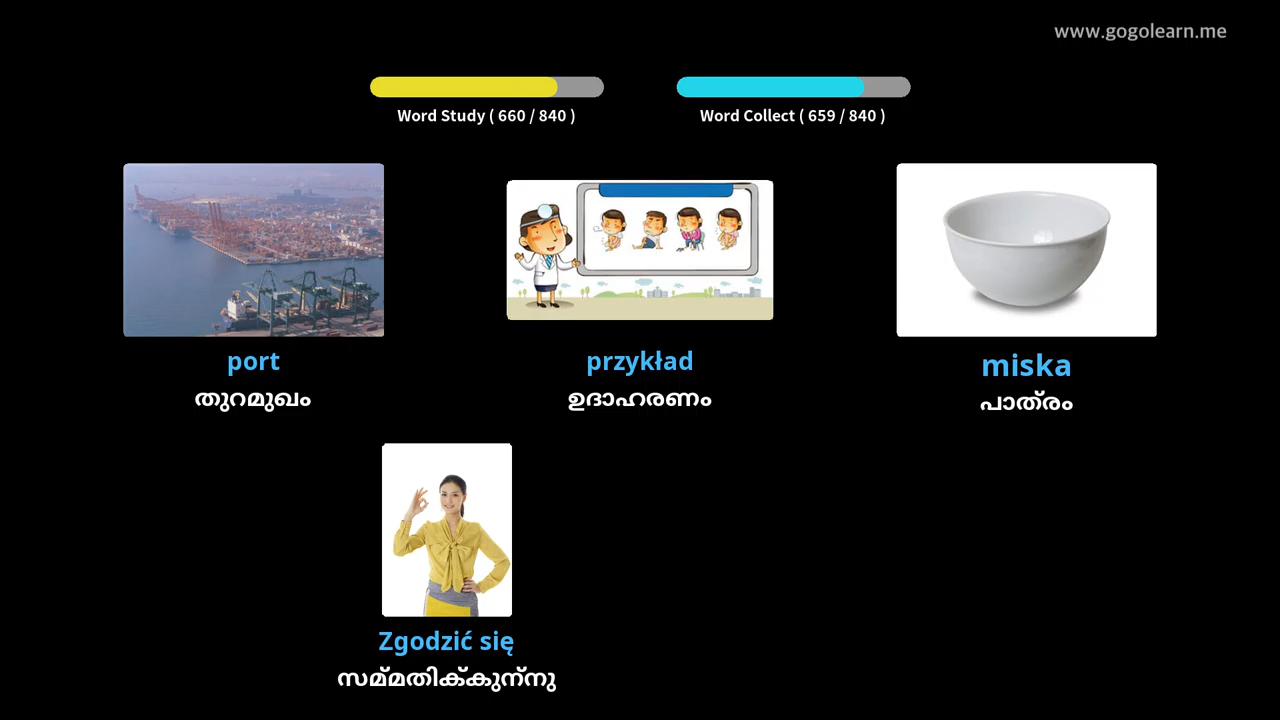 www.gogolearn.me
Word Study ( 660 / 840 )
Word Collect ( 659 / 840 )
port
തുറമുഖം
przykład
ഉദാഹരണം
miska
പാത്രം
Zgodzić się
സമ്മതിക്കുന്നു